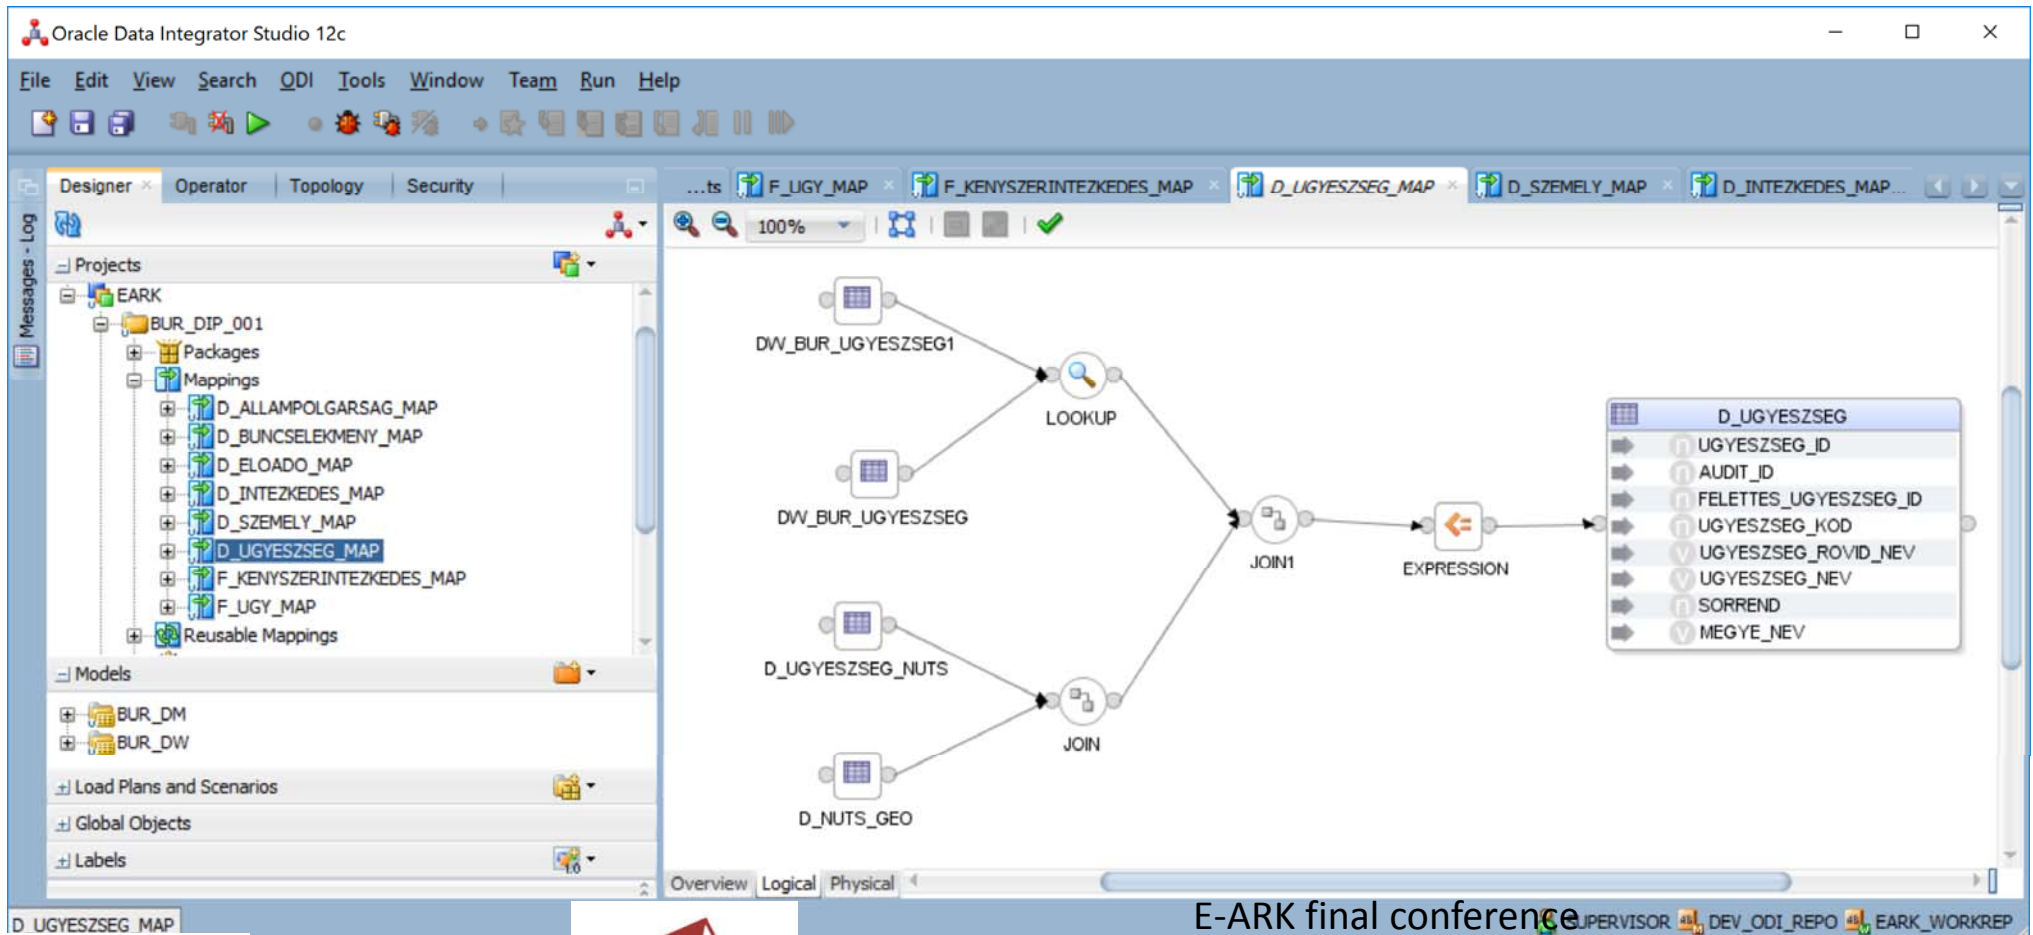 Oracle Data Integrator Studio 12c
File Edit View Search ODI Tools Window Team Run Help
Messages - Log
Designer Operator Topology Security
Projects
EARK
BUR_DIP_001
Packages
Mappings
D_ALLAMPOLGARSAG_MAP
D_BUNCSELEKMENY_MAP
D_ELOADO_MAP
D_INTEZKEDES_MAP
D_SZEMELY_MAP
D_UGYESZSEG_MAP
F_KENYSZERINTEZKEDES_MAP
F_UGY_MAP
Reusable Mappings
Models
BUR_DM
BUR_DW
Load Plans and Scenarios
Global Objects
Labels
...ts F_UGY_MAP F_KENYSZERINTEZKEDES_MAP D_UGYESZSEG_MAP D_SZEMELY_MAP D_INTEZKEDES_MAP...
100%
DW_BUR_UGYESZSEG1
LOOKUP
DW_BUR_UGYESZSEG
JOIN1
EXPRESSION
D_UGYESZSEG_NUTS
JOIN
D_NUTS_GEO
D_UGYESZSEG
UGYESZSEG_ID
AUDIT_ID
FELETTES_UGYESZSEG_ID
UGYESZSEG_KOD
UGYESZSEG_ROVID_NEV
UGYESZSEG_NEV
SORREND
MEGYE_NEV
Overview Logical Physical
D_UGYESZSEG_MAP
E-ARK final conference
SUPERVISOR DEV_ODI_REPO EARK_WORKREP